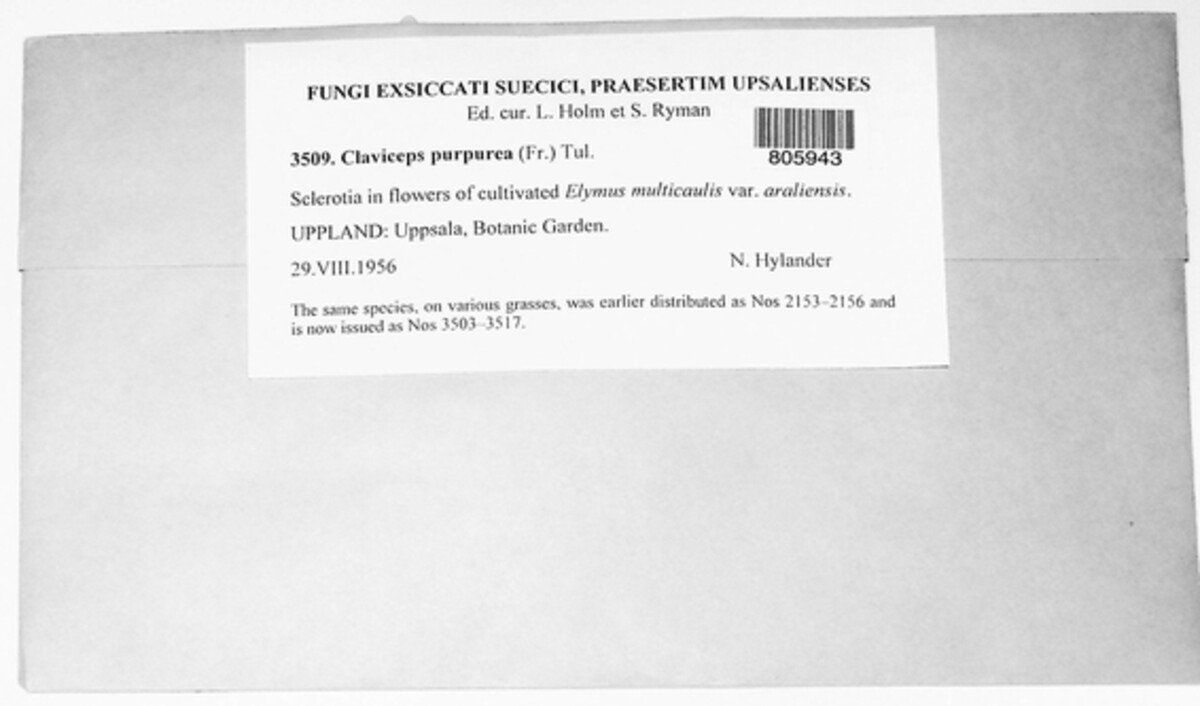 FUNGI EXSICCATI SUECICI, PRAESERTIM UPSALIENSES
Ed. cur. L. Holm et S. Ryman
805943
3509. Claviceps purpurea (Fr.) Tul.
Sclerotia in flowers of cultivated Elymus multicaulis var. araliensis.
UPPLAND: Uppsala, Botanic Garden.
29.VIII.1956 N. Hylander
The same species, on various grasses, was earlier distributed as Nos 2153–2156 and
is now issued as Nos 3503–3517.